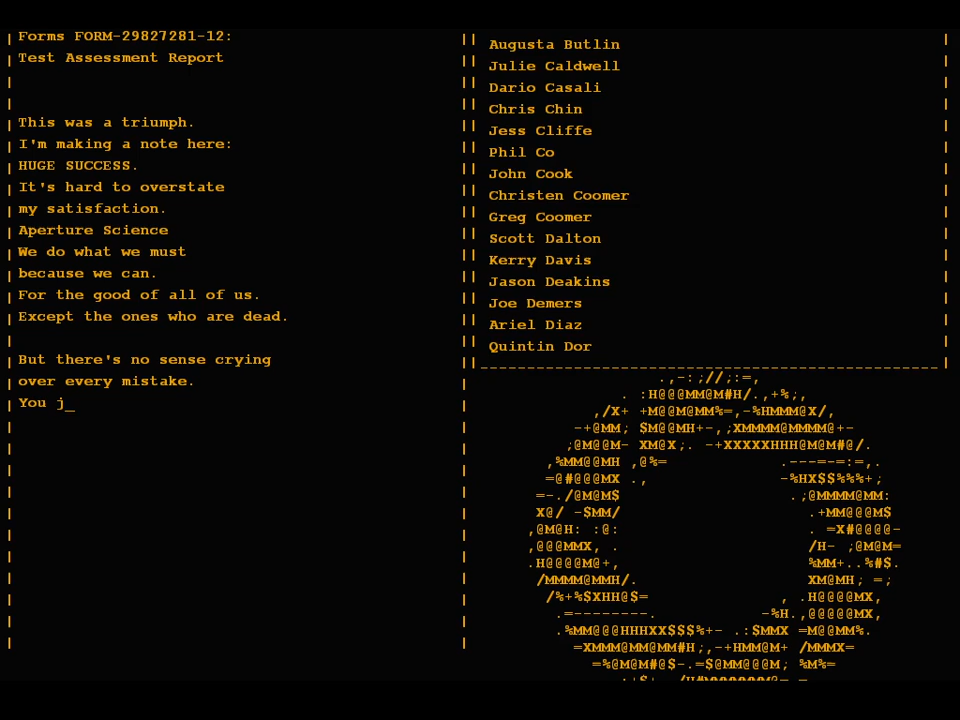 Forms FORM-29827281-12:
Test Assessment Report
This was a triumph.
I'm making a note here:
HUGE SUCCESS.
It's hard to overstate
my satisfaction.
Aperture Science
We do what we must
because we can.
For the good of all of us.
Except the ones who are dead.
But there's no sense crying
over every mistake.
You j_
Augusta Butlin
Julie Caldwell
Dario Casali
Chris Chin
Jess Cliffe
Phil Co
John Cook
Christen Coomer
Greg Coomer
Scott Dalton
Kerry Davis
Jason Deakins
Joe Demers
Ariel Diaz
Quintin Dor